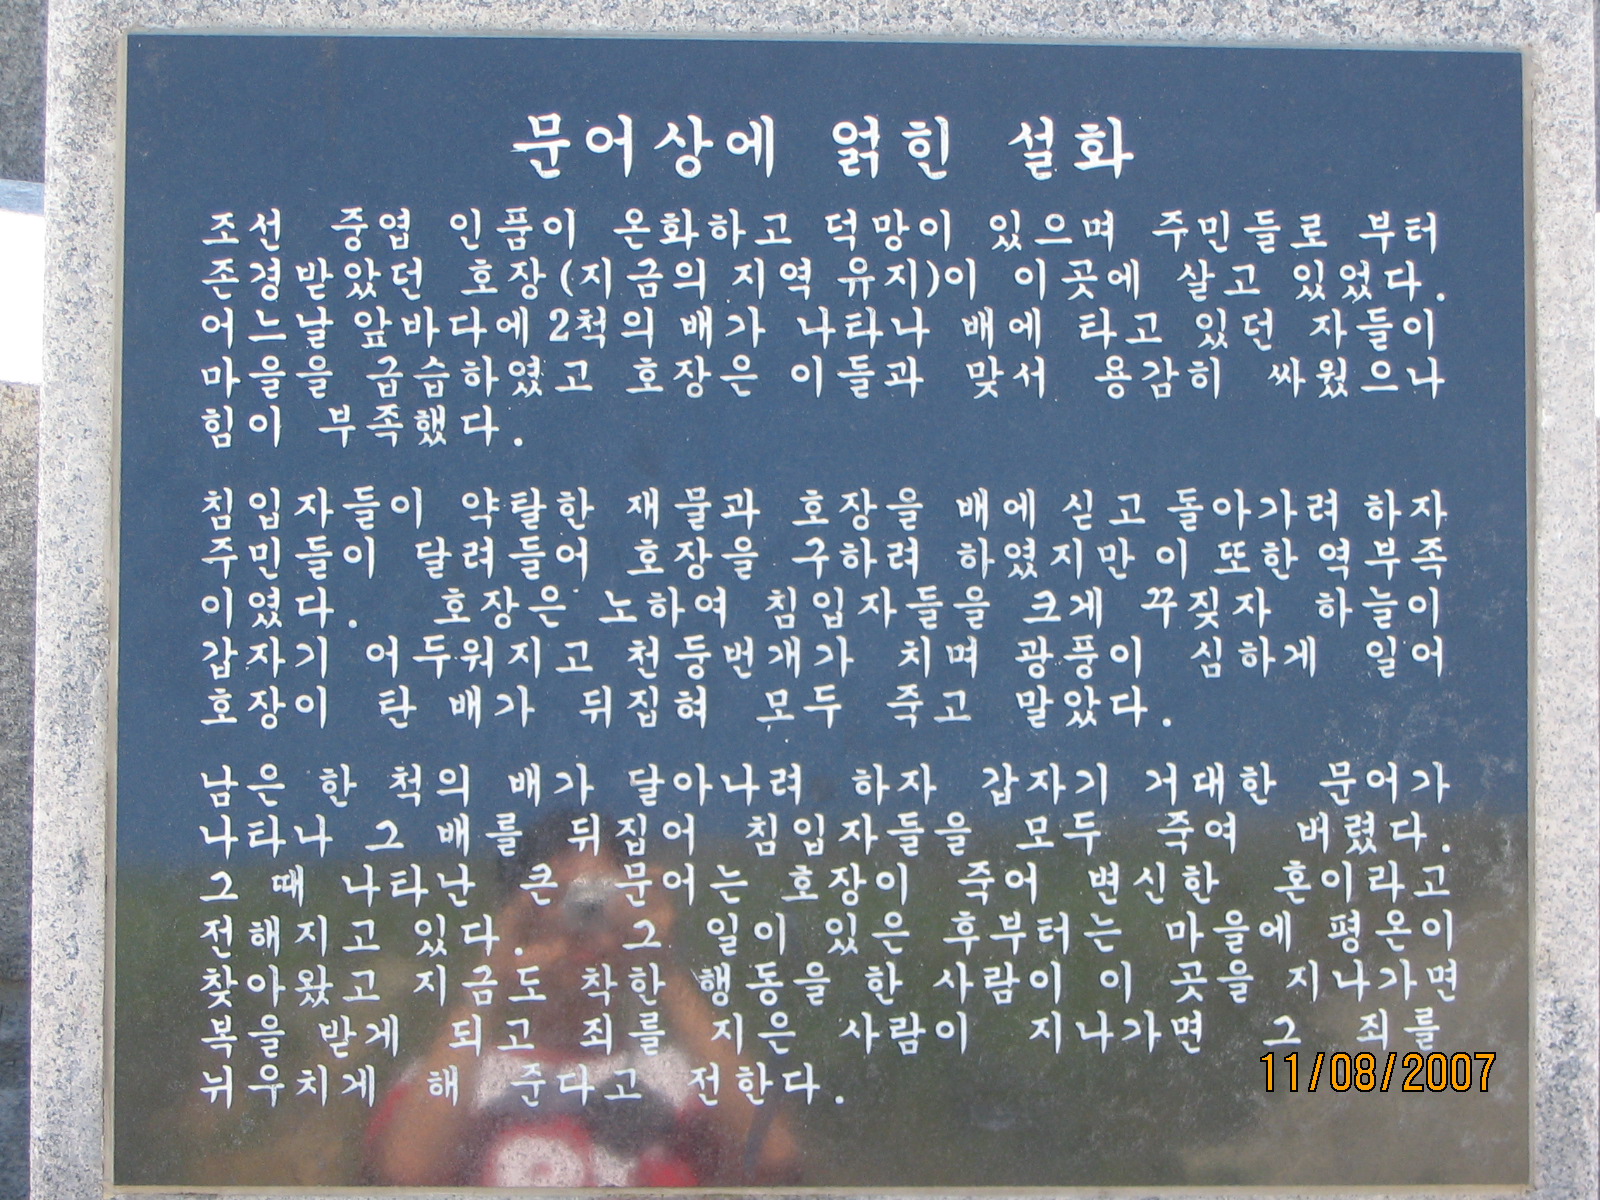 문어상에 얽힌 설화
조선 중엽 인품이 온화하고 덕망이 있으며 주민들로 부터
존경받았던 호장(지금의 지역 유지)이 이곳에 살고 있었다.
어느날 앞바다에 2척의 배가 나타나 배에 타고 있던 자들이
마을을 급습하였고 호장은 이들과 맞서 용감히 싸웠으나
힘이 부족했다.
침입자들이 약탈한 재물과 호장을 배에 싣고 돌아가려 하자
주민들이 달려들어 호장을 구하려 하였지만 이 또한 역부족
이였다. 호장은 노하여 침입자들을 크게 꾸짖자 하늘이
갑자기 어두워지고 천둥번개가 치며 광풍이 심하게 일어
호장이 탄 배가 뒤집혀 모두 죽고 말았다.
남은 한 척의 배가 달아나려 하자 갑자기 거대한 문어가
나타나 그 배를 뒤집어 침입자들을 모두 죽여 버렸다.
그 때 나타난 큰 문어는 호장이 죽어 변신한 혼이라고
전해지고 있다. 그 일이 있은 후부터는 마을에 평온이
찾아왔고 지금도 착한 행동을 한 사람이 이 곳을 지나가면
복을 받게 되고 죄를 지은 사람이 지나가면 그 죄를
뉘우치게 해 준다고 전한다.
11/08/2007